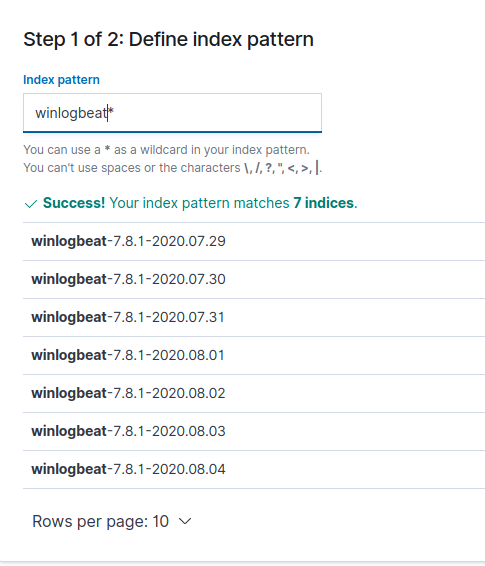 Step 1 of 2: Define index pattern
Index pattern
winlogbeat*
You can use a * as a wildcard in your index pattern.
You can't use spaces or the characters \, /, ?, ", <, >, |.
Success! Your index pattern matches 7 indices.
winlogbeat-7.8.1-2020.07.29
winlogbeat-7.8.1-2020.07.30
winlogbeat-7.8.1-2020.07.31
winlogbeat-7.8.1-2020.08.01
winlogbeat-7.8.1-2020.08.02
winlogbeat-7.8.1-2020.08.03
winlogbeat-7.8.1-2020.08.04
Rows per page: 10